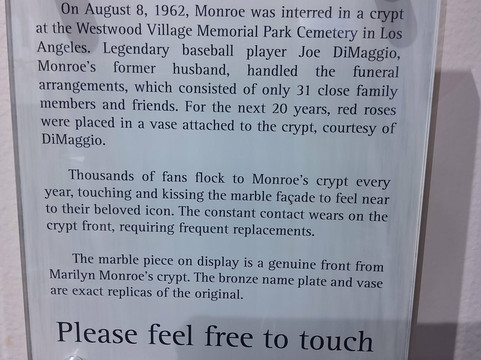 On August 8, 1962, Monroe was interred in a crypt
at the Westwood Village Memorial Park Cemetery in Los
Angeles. Legendary baseball player Joe DiMaggio,
Monroe's former husband, handled the funeral
arrangements, which consisted of only 31 close family
members and friends. For the next 20 years, red roses
were placed in a vase attached to the crypt, courtesy of
DiMaggio.
Thousands of fans flock to Monroe's crypt every
year, touching and kissing the marble façade to feel near
to their beloved icon. The constant contact wears on the
crypt front, requiring frequent replacements.
The marble piece on display is a genuine front from
Marilyn Monroe's crypt. The bronze name plate and vase
are exact replicas of the original.
Please feel free to touch